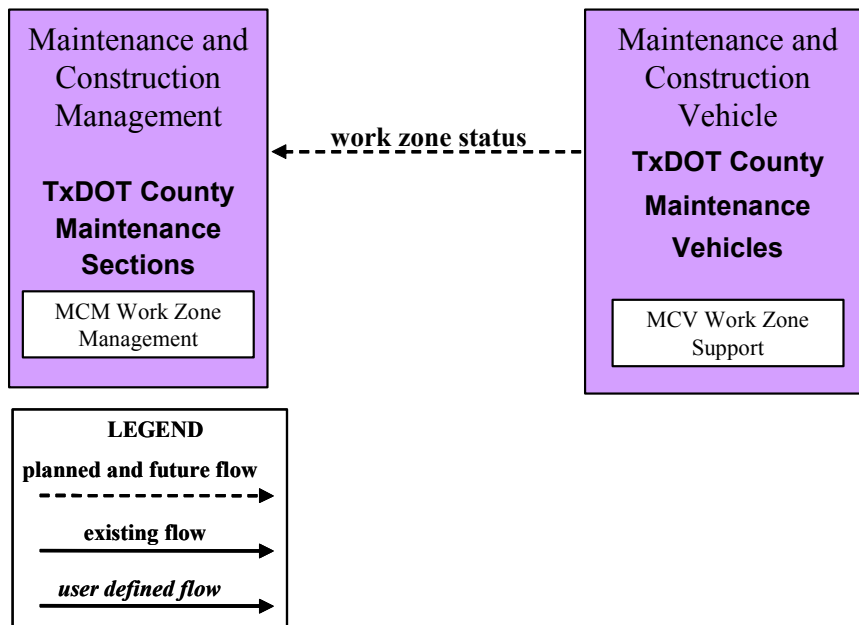 Maintenance and
Construction
Management
TxDOT County
Maintenance
Sections
MCM Work Zone
Management
work zone status
Maintenance and
Construction
Vehicle
TxDOT County
Maintenance
Vehicles
MCV Work Zone
Support
LEGEND
planned and future flow
existing flow
user defined flow